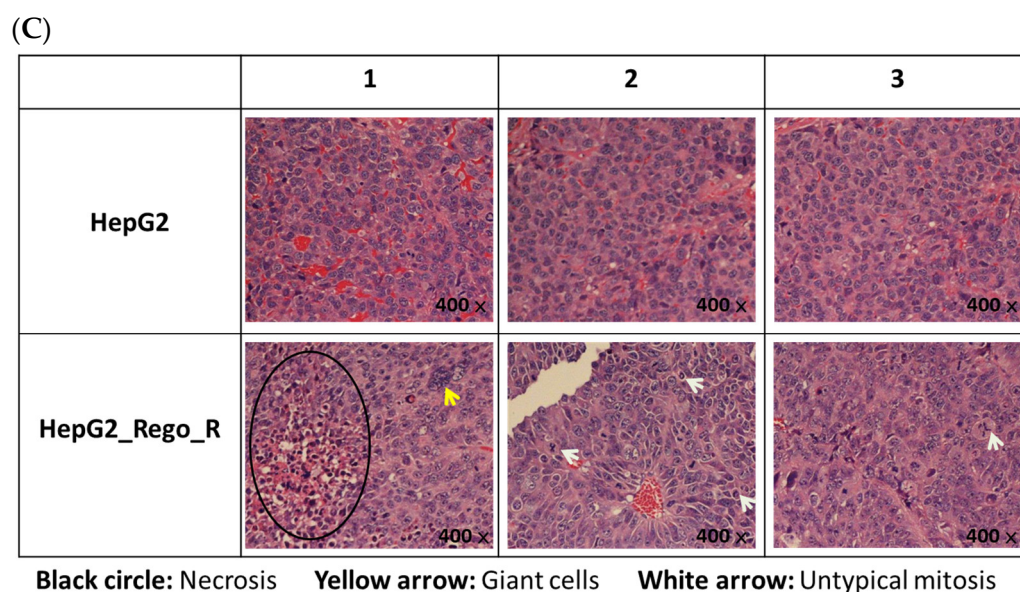 (C)
1 2 3
HepG2
400 ×
400 ×
400 ×
HepG2_Rego_R
400 ×
400 ×
400 ×
Black circle: Necrosis Yellow arrow: Giant cells White arrow: Untypical mitosis